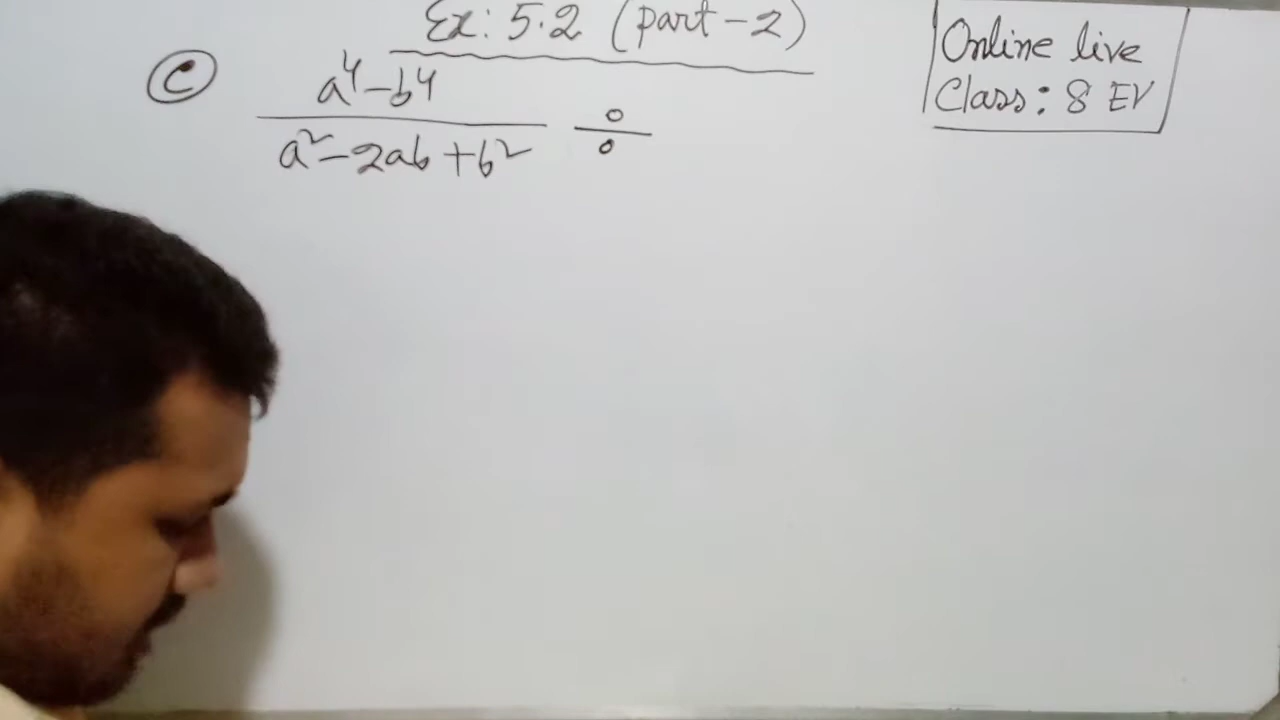 Ex: 5.2 (part-2)
Online live
Class: 8 EV
C
a⁴-b⁴
a²-2ab+b² ÷